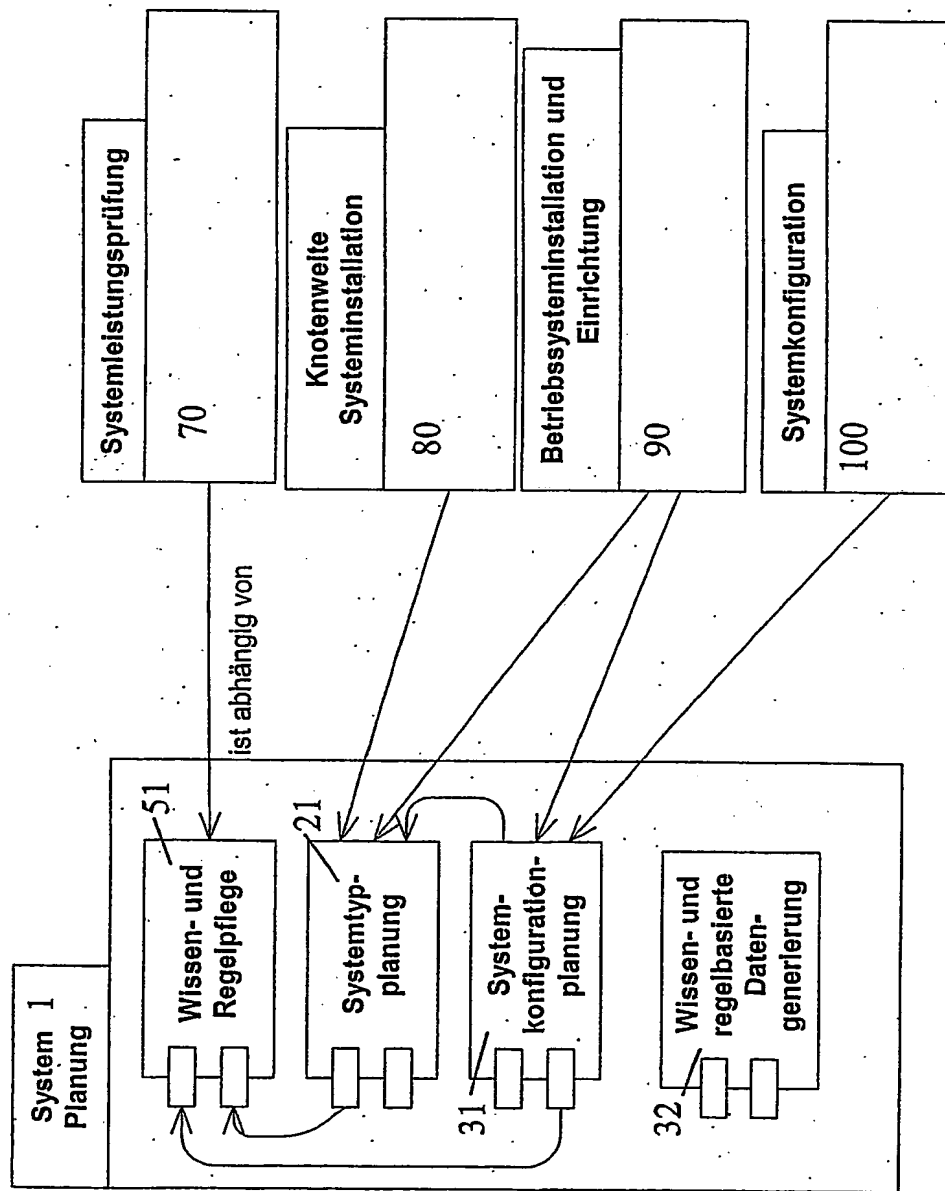 System 1
Planung
Wissen- und
Regelpflege
51
Systemtyp-
planung
21
System-
konfiguration-
planung
31
Wissen- und
regelbasierte
Daten-
generierung
32
ist abhängig von
Systemleistungsprüfung
70
Knotenweite
Systeminstallation
80
Betriebssysteminstallation und
Einrichtung
90
Systemkonfiguration
100